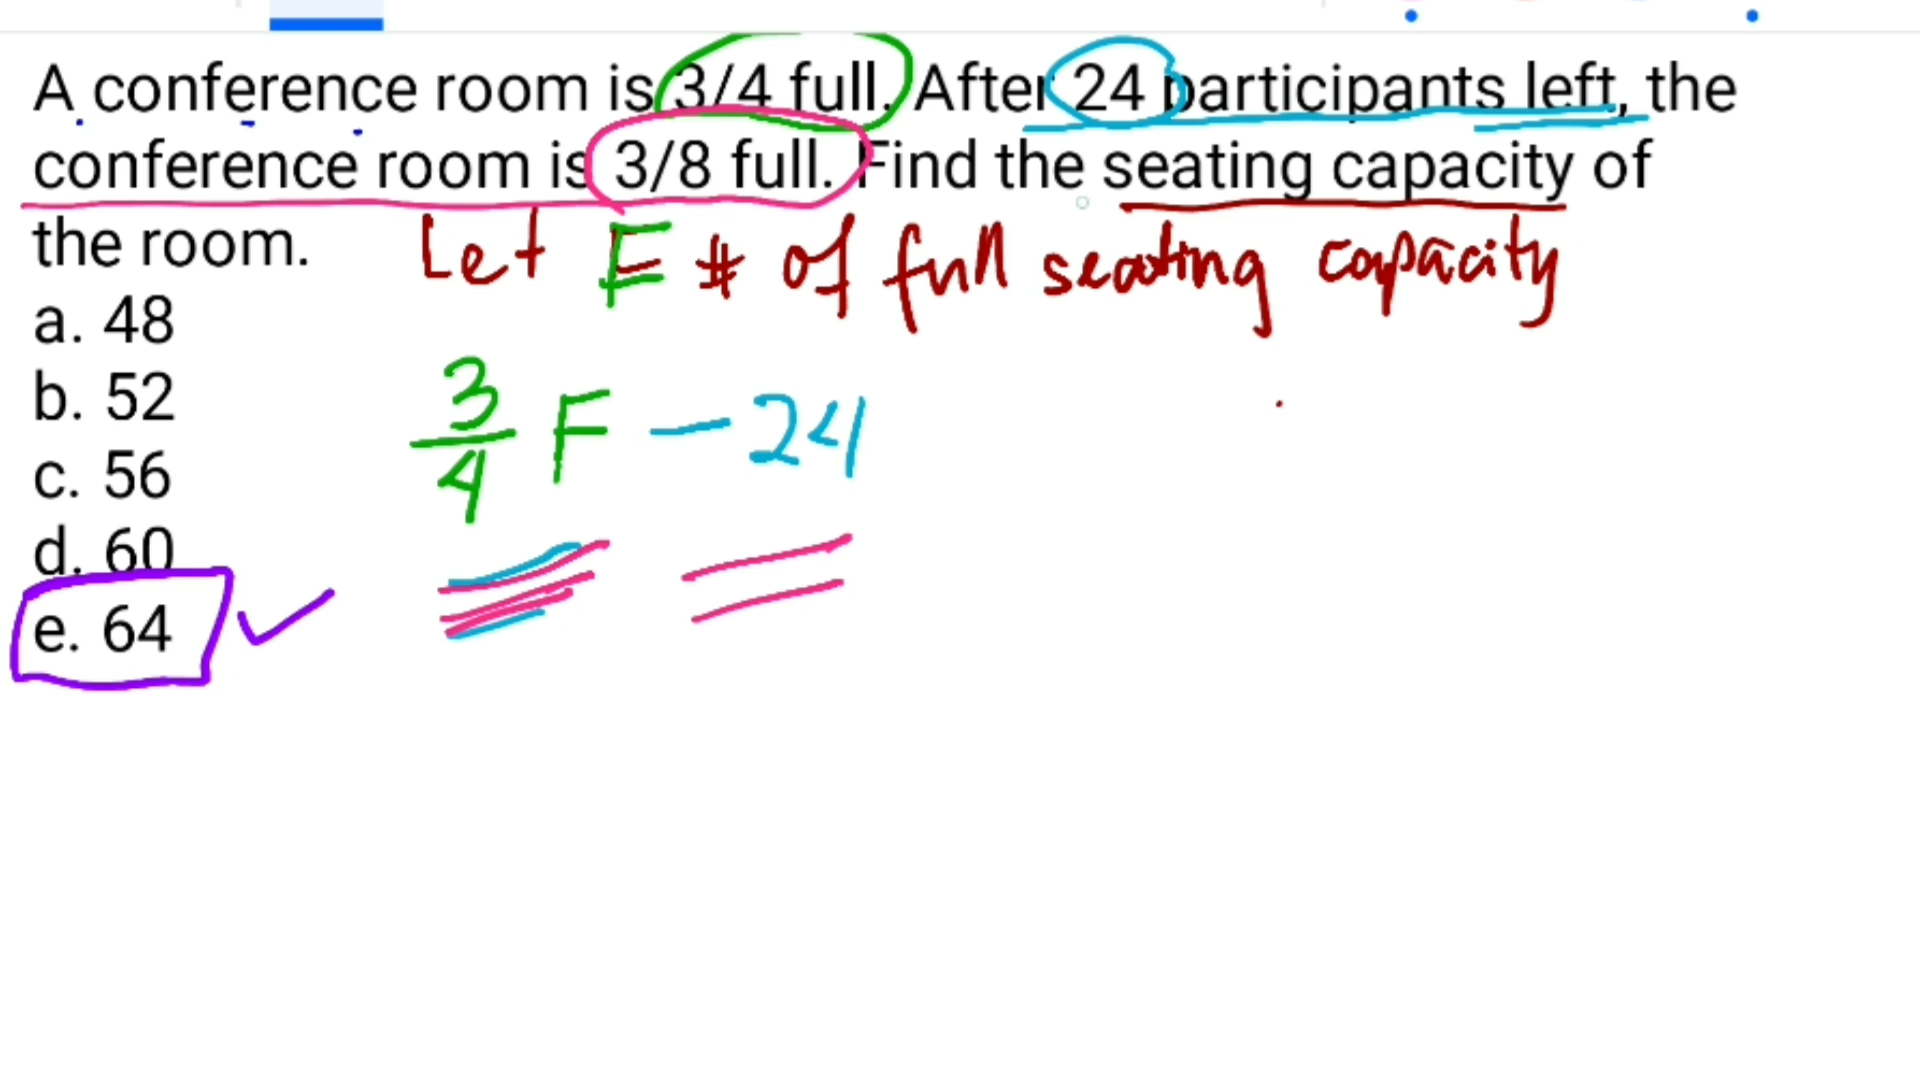 A conference room is 3/4 full. After 24 participants left, the
conference room is 3/8 full. Find the seating capacity of
the room.
Let F = # of full seating capacity
a. 48
b. 52
c. 56
d. 60
e. 64
3/4 F - 24